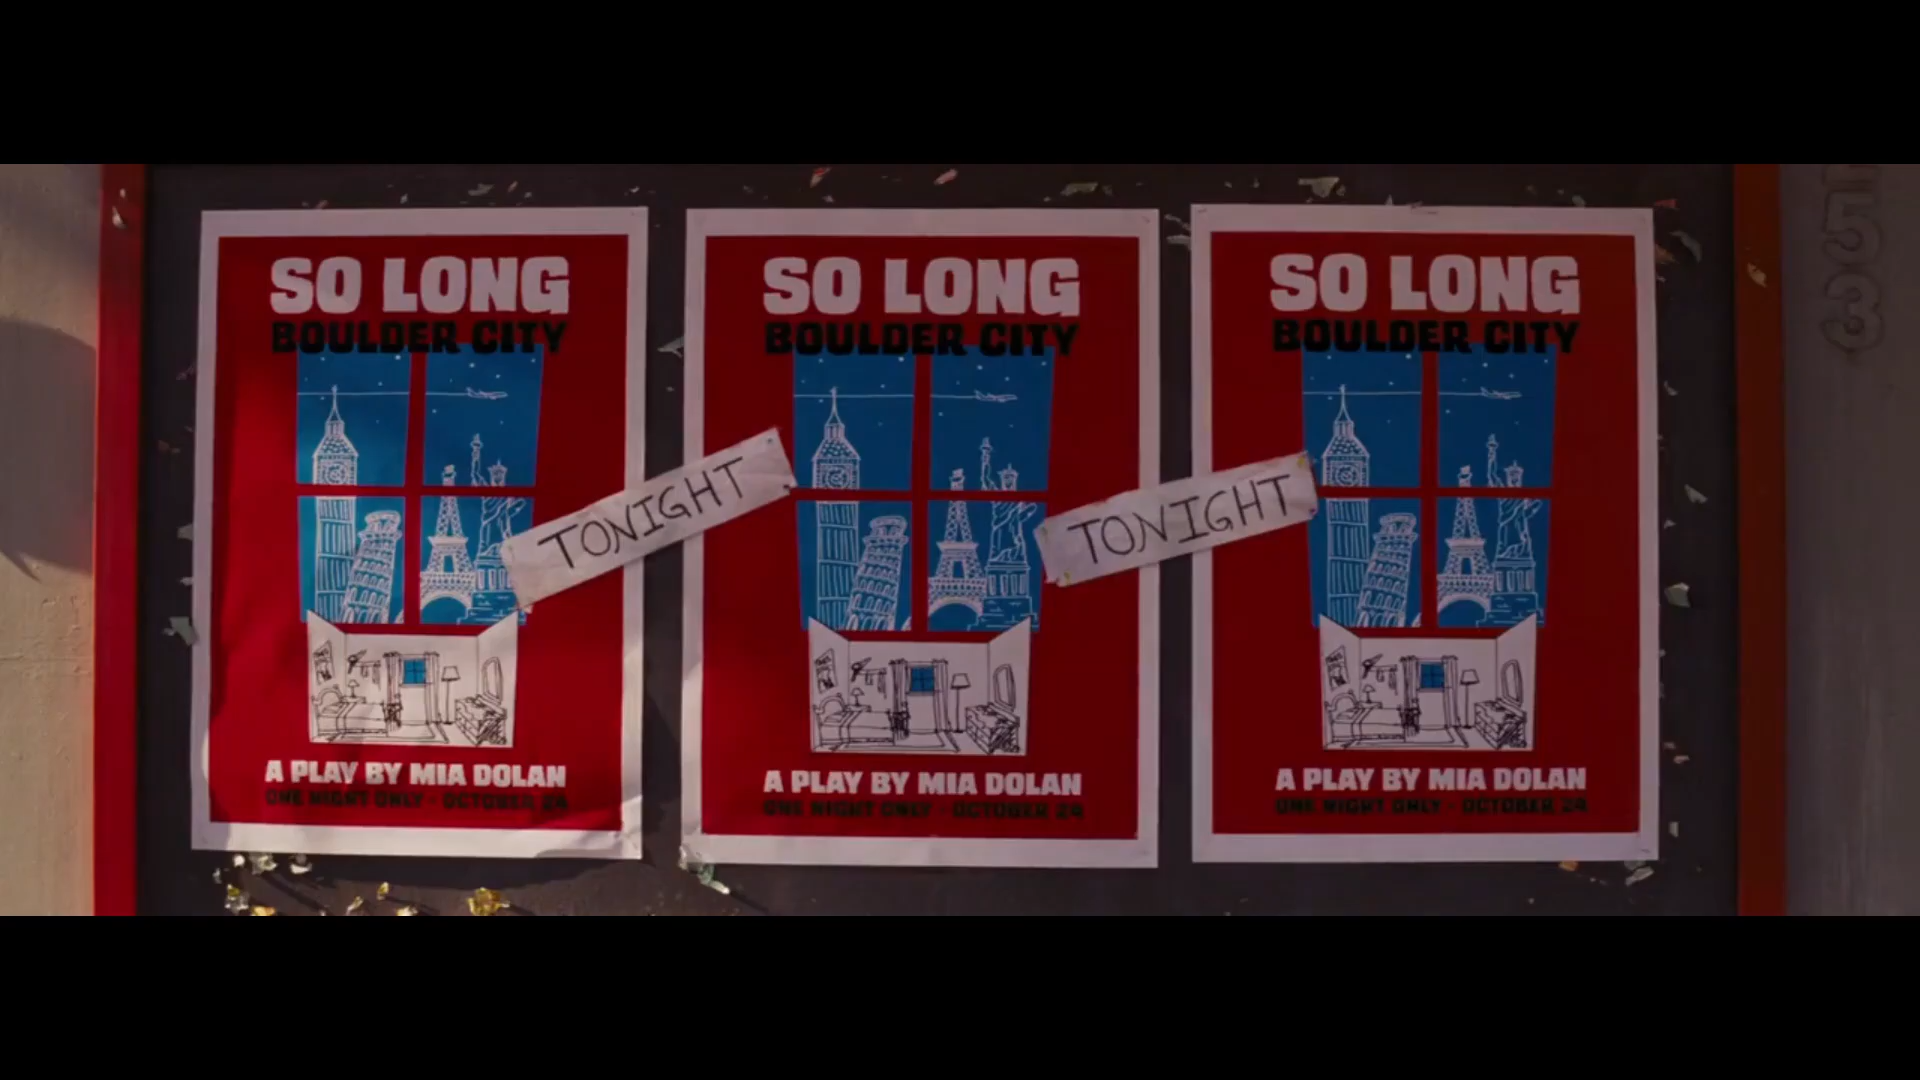 SO LONG
BOULDER CITY
A PLAY BY MIA DOLAN
ONE NIGHT ONLY - OCTOBER 24
TONIGHT
SO LONG
BOULDER CITY
A PLAY BY MIA DOLAN
ONE NIGHT ONLY - OCTOBER 24
TONIGHT
SO LONG
BOULDER CITY
A PLAY BY MIA DOLAN
ONE NIGHT ONLY - OCTOBER 24
153